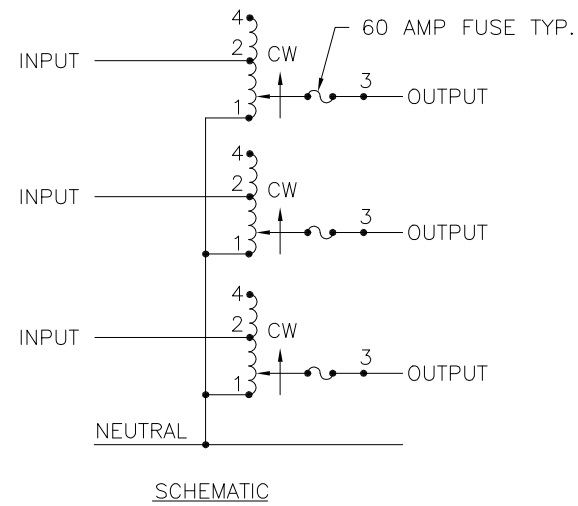 4
60 AMP FUSE TYP.
2
CW
INPUT
3
1
OUTPUT
4
2
CW
INPUT
3
1
OUTPUT
4
2
CW
INPUT
3
1
OUTPUT
NEUTRAL
SCHEMATIC